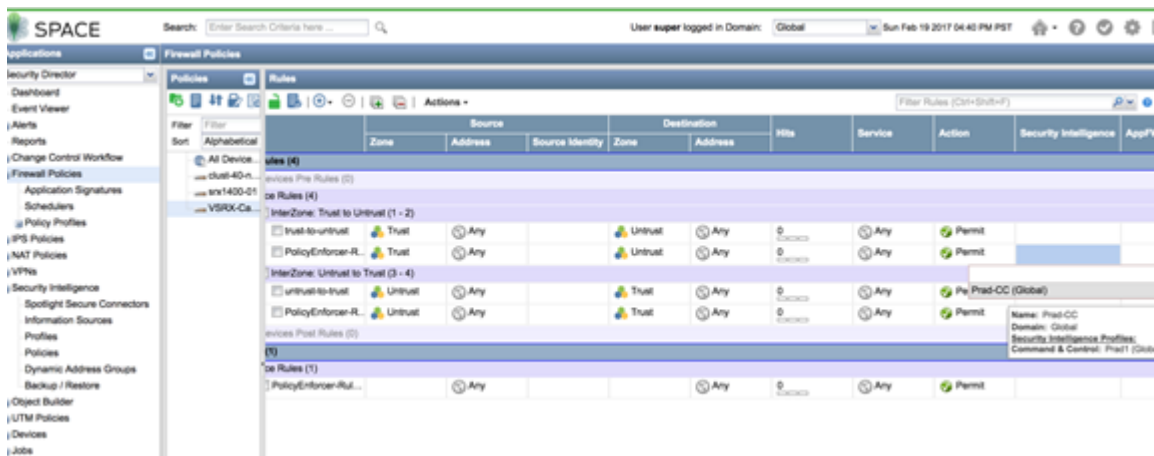 SPACE Search: Enter Search Criteria here ... User super logged in Domain: Global Sun Feb 19 2017 04:40 PM PST
Applications Firewall Policies
Security Director Policies Rules
Dashboard Actions Filter Rules (Ctrl+Shift+F)
Event Viewer
Alerts Filter Filter Source Destination Hits Service Action Security Intelligence AppFW
Reports Sort Alphabetical Zone Address Source Identity Zone Address
Change Control Workflow All Device... ules (4)
Firewall Policies clust-40-n... evices Pre Rules (0)
Application Signatures srx1400-01 ce Rules (4)
Schedulers VSRX-Ca... InterZone: Trust to Untrust (1 - 2)
Policy Profiles trust-to-untrust Trust Any Untrust Any 0 Any Permit
IPS Policies
NAT Policies PolicyEnforcer-R... Trust Any Untrust Any 0 Any Permit
VPNs InterZone: Untrust to Trust (3 - 4)
Security Intelligence untrust-to-trust Untrust Any Trust Any 0 Any Pe Prad-CC (Global)
Spotlight Secure Connectors
Information Sources PolicyEnforcer-R... Untrust Any Trust Any 0 Any Permit Name: Prad-CC
Domain: Global
Profiles evices Post Rules (0) Security Intelligence Profiles:
Policies (1) Command & Control: Prad1 (Globa
Dynamic Address Groups ce Rules (1)
Backup / Restore PolicyEnforcer-Rul... Any Any 0 Any Permit
Object Builder
UTM Policies
Devices
Jobs